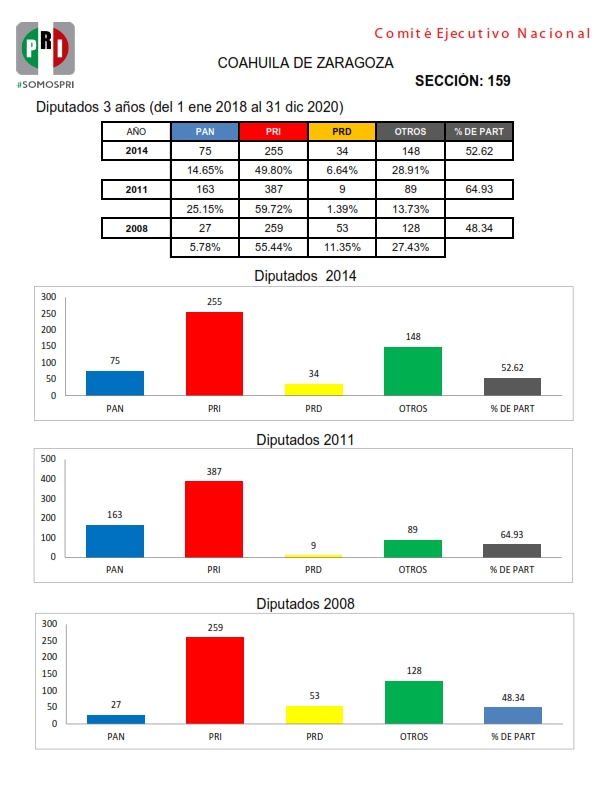 PRI
#SOMOSPRI
Comité Ejecutivo Nacional
COAHUILA DE ZARAGOZA
SECCIÓN: 159
Diputados 3 años (del 1 ene 2018 al 31 dic 2020)
AÑO PAN PRI PRD OTROS % DE PART
2014 75 255 34 148 52.62
14.65% 49.80% 6.64% 28.91%
2011 163 387 9 89 64.93
25.15% 59.72% 1.39% 13.73%
2008 27 259 53 128 48.34
5.78% 55.44% 11.35% 27.43%
Diputados 2014
300
250
200
150
100
50
0
75
255
34
148
52.62
PAN PRI PRD OTROS % DE PART
Diputados 2011
500
400
300
200
100
0
163
387
9
89
64.93
PAN PRI PRD OTROS % DE PART
Diputados 2008
300
250
200
150
100
50
0
27
259
53
128
48.34
PAN PRI PRD OTROS % DE PART